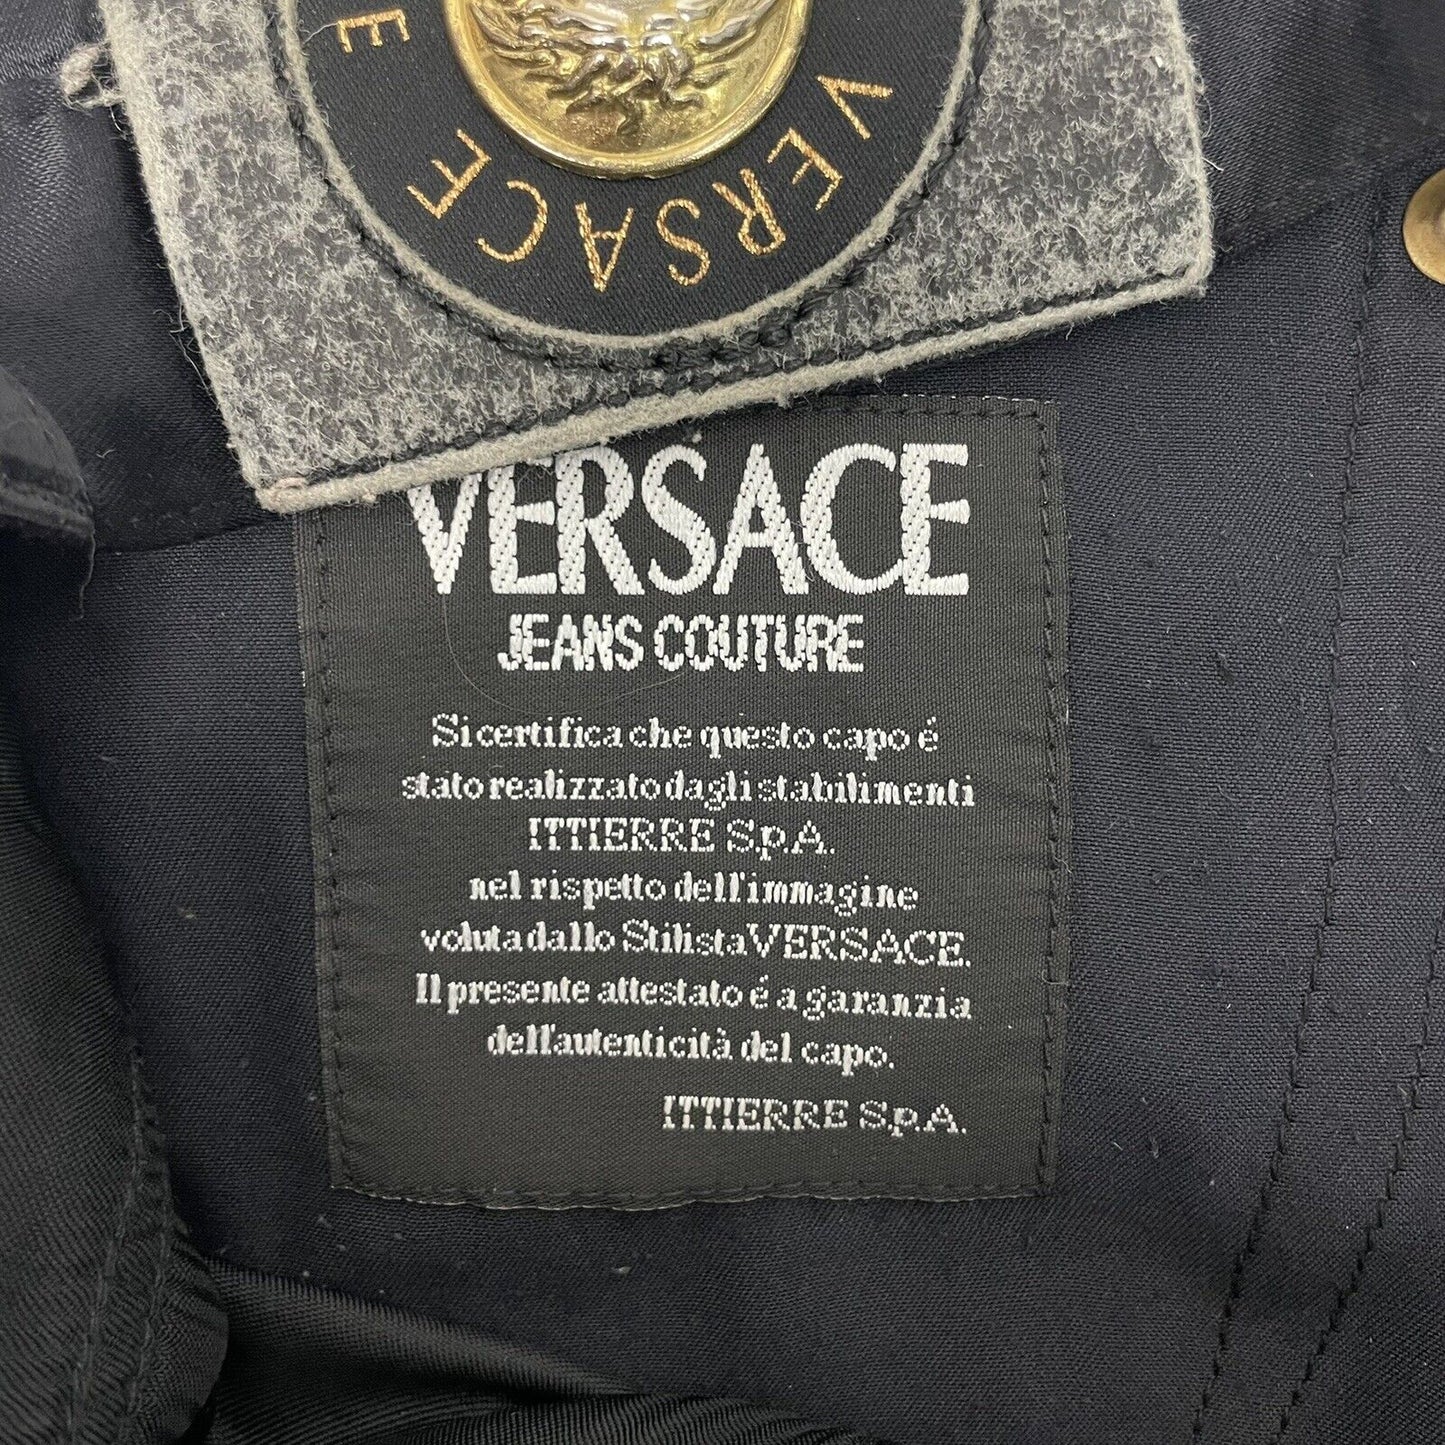 VERSACE
E
VERSACE
JEANS COUTURE
Si certifica che questo capo é
stato realizzato dagli stabilimenti
ITTIERRE S.p.A.
nel rispetto dell'immagine
voluta dallo Stilista VERSACE.
Il presente attestato é a garanzia
dell'autenticità del capo.
ITTIERRE S.p.A.